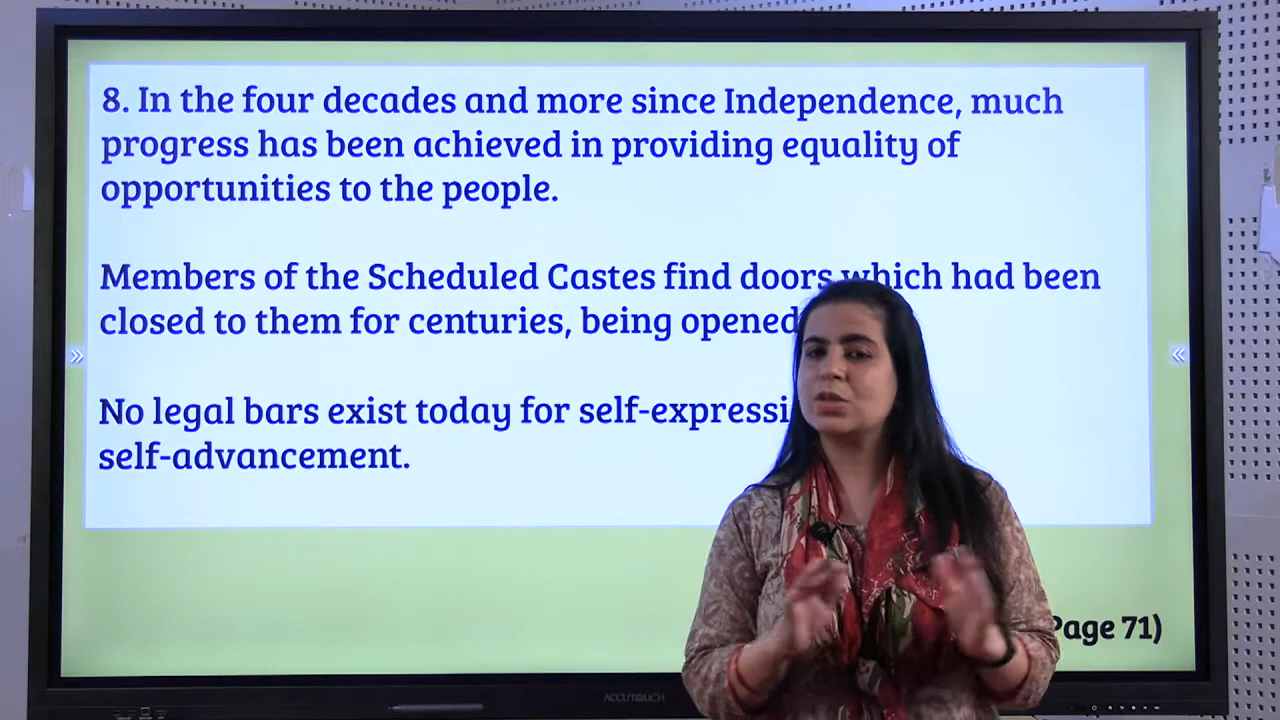 8. In the four decades and more since Independence, much
progress has been achieved in providing equality of
opportunities to the people.
Members of the Scheduled Castes find doors which had been
closed to them for centuries, being opened
No legal bars exist today for self-expressi
self-advancement.
Page 71)
ACCUTOUCH